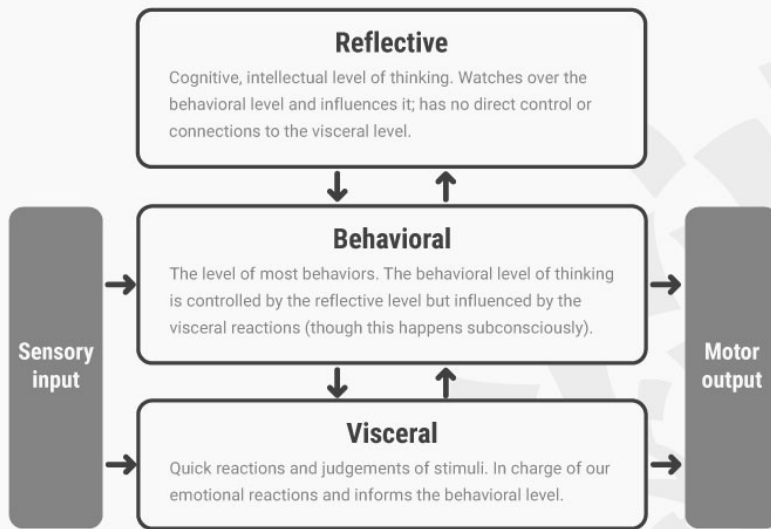 Reflective
Cognitive, intellectual level of thinking. Watches over the
behavioral level and influences it; has no direct control or
connections to the visceral level.
Behavioral
The level of most behaviors. The behavioral level of thinking
is controlled by the reflective level but influenced by the
visceral reactions (though this happens subconsciously).
Sensory
input
Motor
output
Visceral
Quick reactions and judgements of stimuli. In charge of our
emotional reactions and informs the behavioral level.